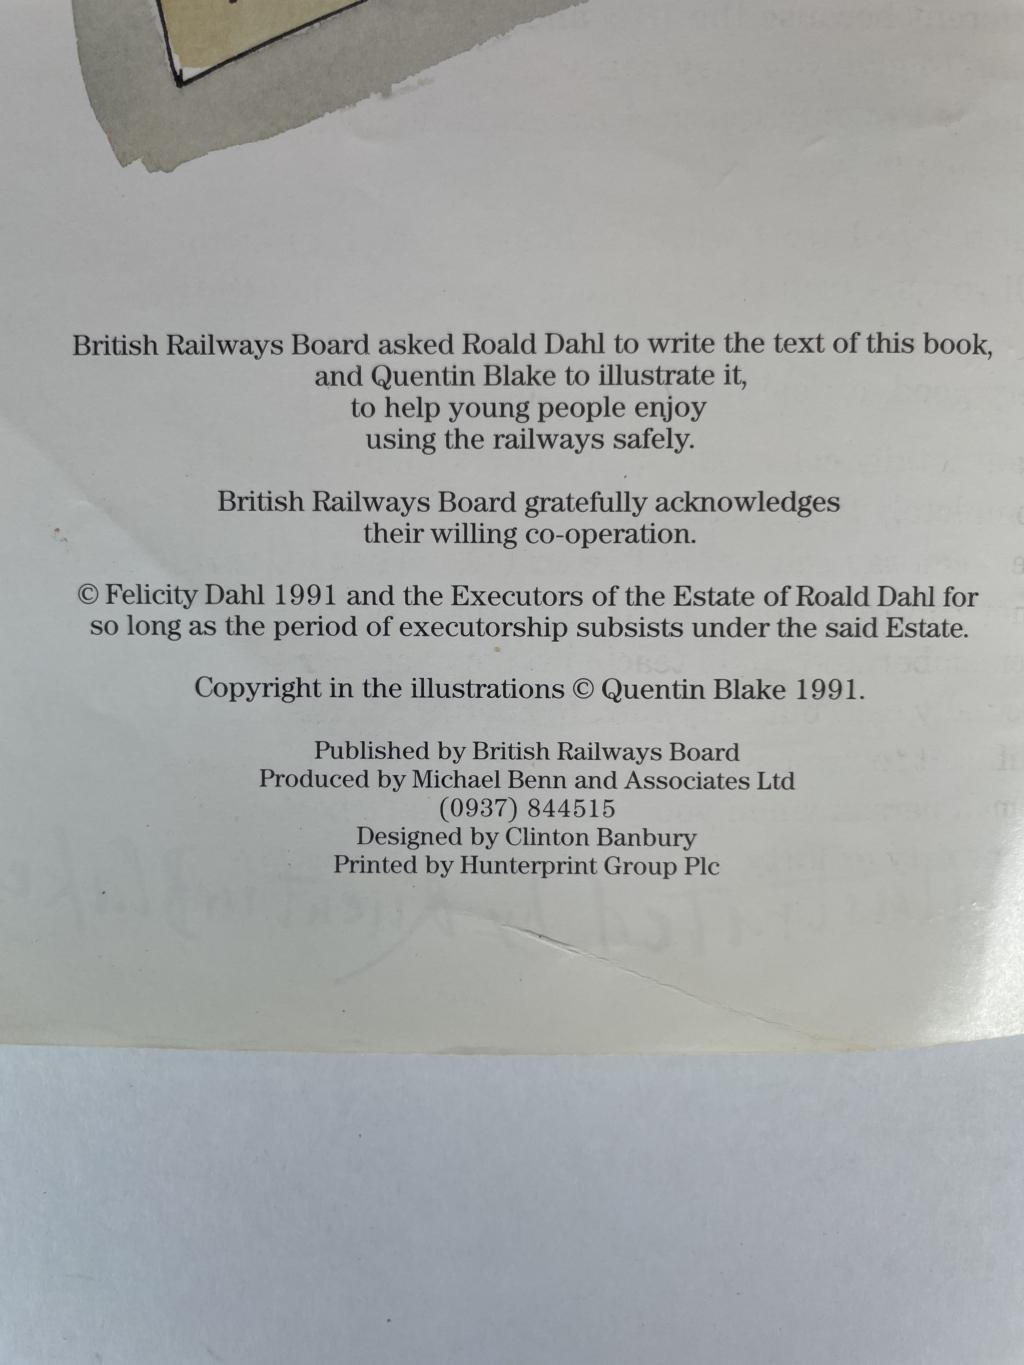 British Railways Board asked Roald Dahl to write the text of this book,
and Quentin Blake to illustrate it,
to help young people enjoy
using the railways safely.
British Railways Board gratefully acknowledges
their willing co-operation.
© Felicity Dahl 1991 and the Executors of the Estate of Roald Dahl for
so long as the period of executorship subsists under the said Estate.
Copyright in the illustrations © Quentin Blake 1991.
Published by British Railways Board
Produced by Michael Benn and Associates Ltd
(0937) 844515
Designed by Clinton Banbury
Printed by Hunterprint Group Plc